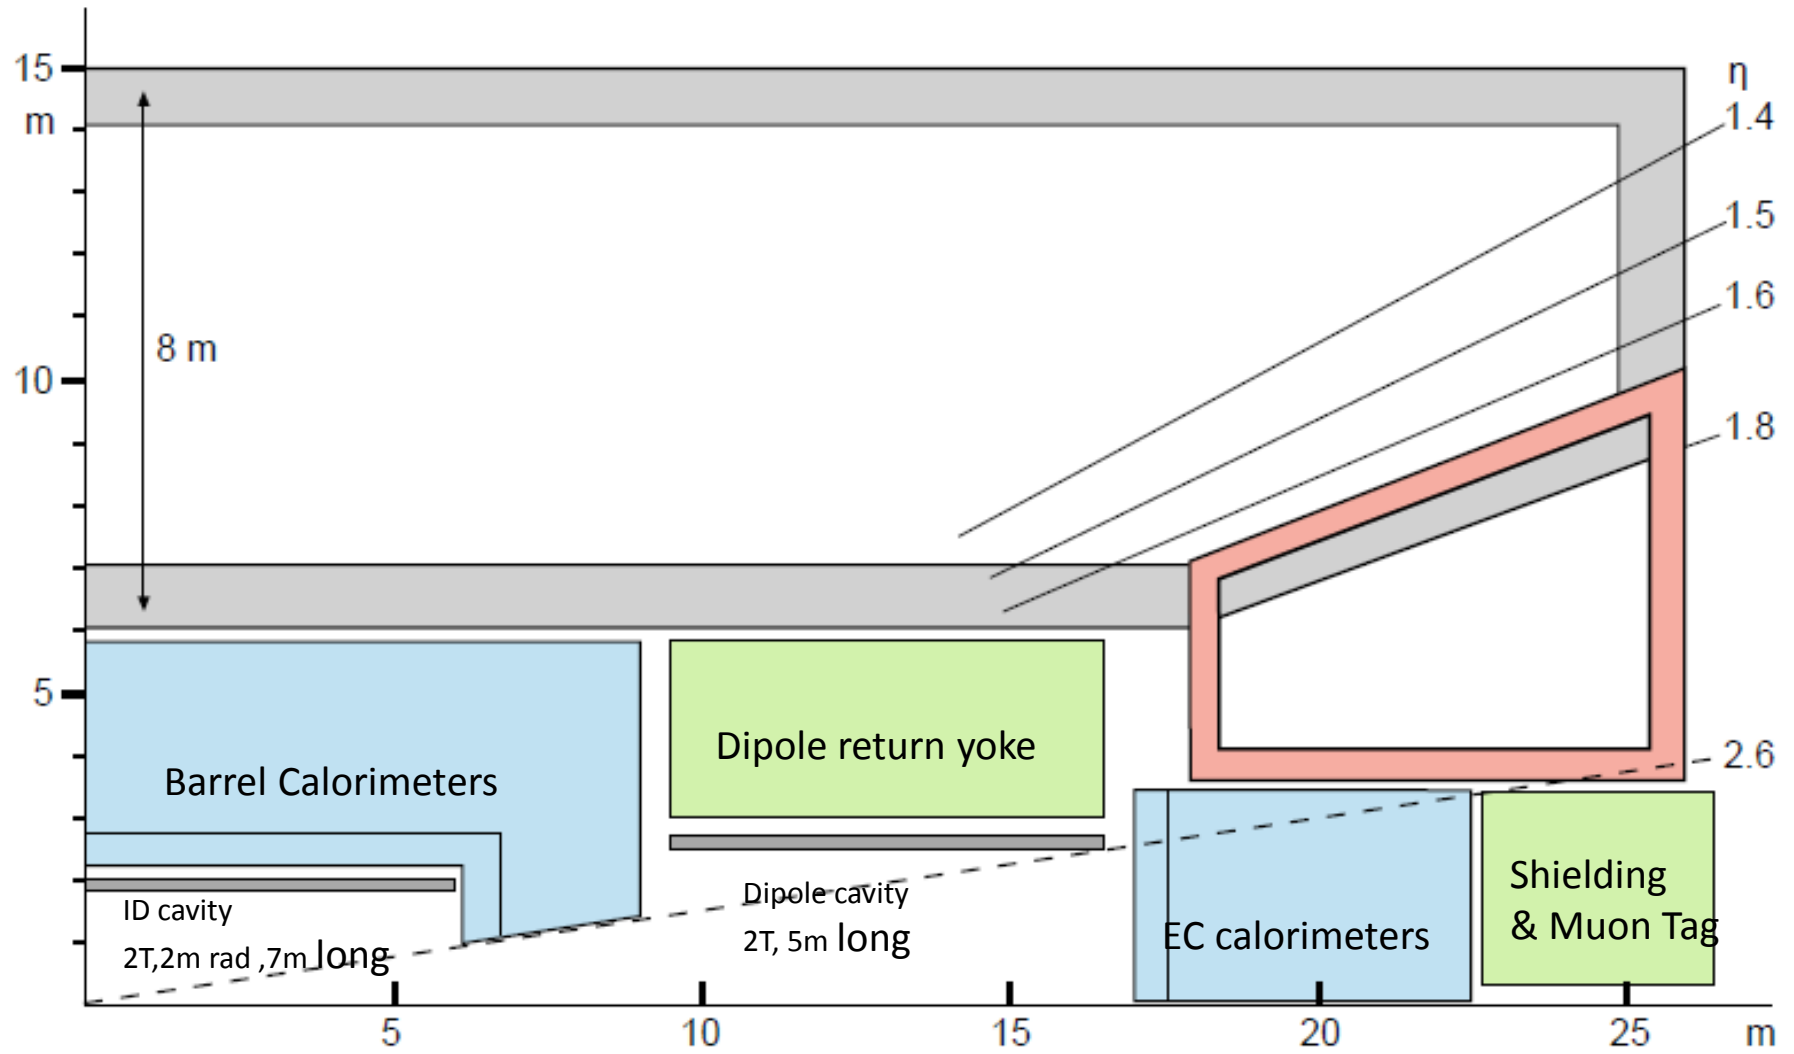 15
m
η
1.4
1.5
1.6
8 m
10
1.8
5
Dipole return yoke
Barrel Calorimeters
2.6
ID cavity
2T,2m rad ,7m long
Dipole cavity
2T, 5m long
EC calorimeters
Shielding
& Muon Tag
5
10
15
20
25
m